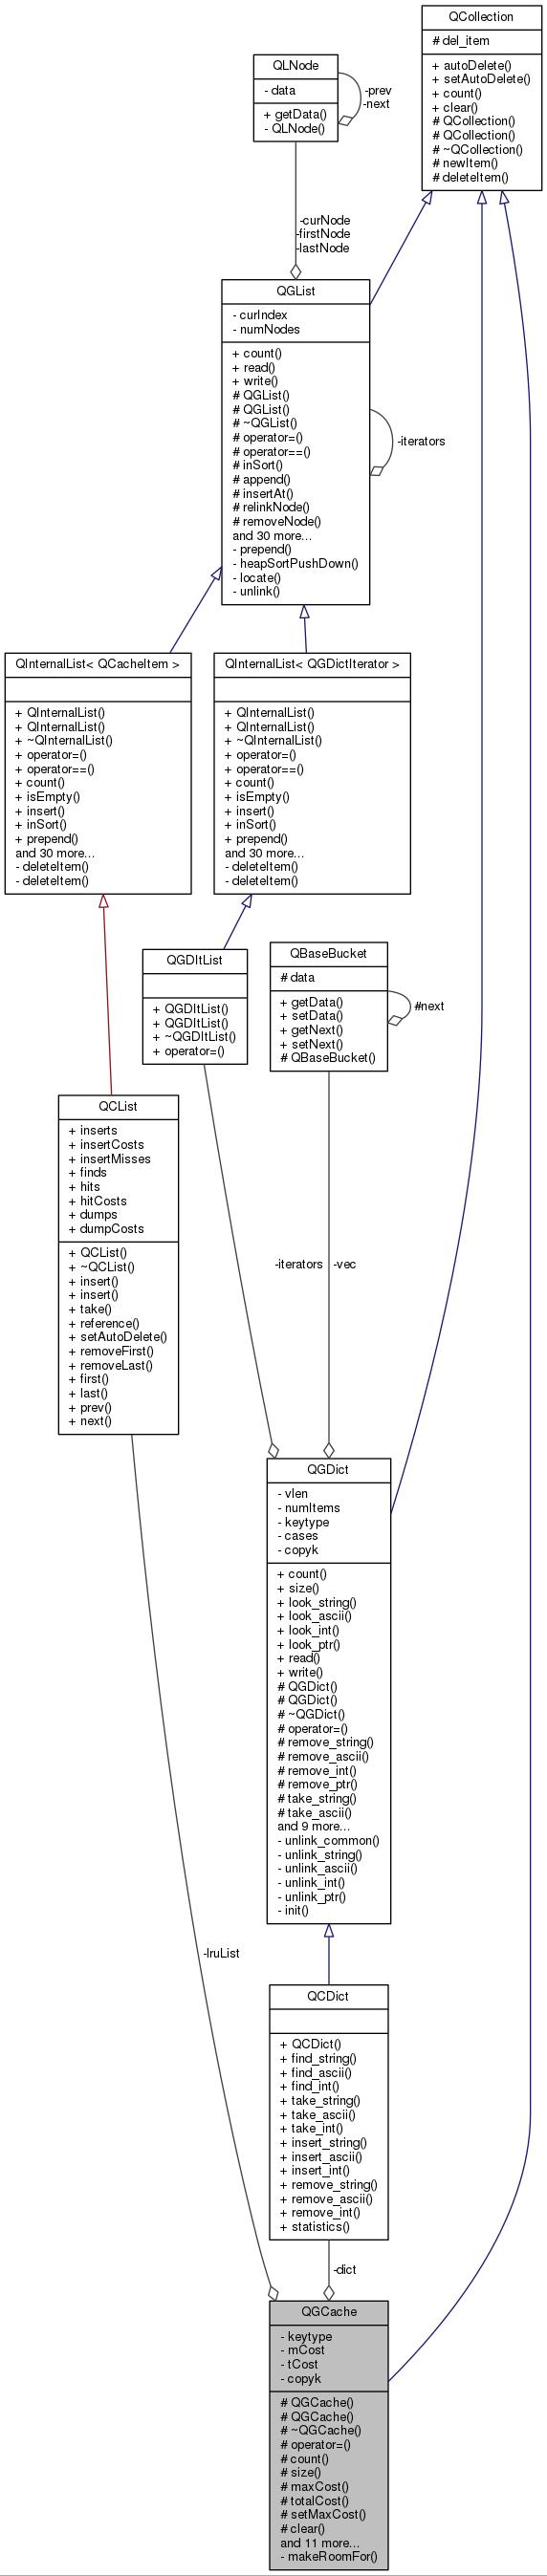 QCollection
# del_item
+ autoDelete()
+ setAutoDelete()
+ count()
+ clear()
# QCollection()
# QCollection()
# ~QCollection()
# newItem()
# deleteItem()
QLNode
- data
+ getData()
- QLNode()
-prev
-next
-curNode
-firstNode
-lastNode
QGList
- curIndex
- numNodes
+ count()
+ read()
+ write()
# QGList()
# QGList()
# ~QGList()
# operator=()
# operator==()
# inSort()
# append()
# insertAt()
# relinkNode()
# removeNode()
and 30 more...
- prepend()
- heapSortPushDown()
- locate()
- unlink()
-iterators
QInternalList< QCacheItem >
+ QInternalList()
+ QInternalList()
+ ~QInternalList()
+ operator=()
+ operator==()
+ count()
+ isEmpty()
+ insert()
+ inSort()
+ prepend()
and 30 more...
- deleteItem()
- deleteItem()
QInternalList< QGDictIterator >
+ QInternalList()
+ QInternalList()
+ ~QInternalList()
+ operator=()
+ operator==()
+ count()
+ isEmpty()
+ insert()
+ inSort()
+ prepend()
and 30 more...
- deleteItem()
- deleteItem()
QGDItList
+ QGDItList()
+ QGDItList()
+ ~QGDItList()
+ operator=()
QBaseBucket
# data
+ getData()
+ setData()
+ getNext()
+ setNext()
# QBaseBucket()
#next
QCList
+ inserts
+ insertCosts
+ insertMisses
+ finds
+ hits
+ hitCosts
+ dumps
+ dumpCosts
+ QCList()
+ ~QCList()
+ insert()
+ insert()
+ take()
+ reference()
+ setAutoDelete()
+ removeFirst()
+ removeLast()
+ first()
+ last()
+ prev()
+ next()
-iterators
-vec
QGDict
- vlen
- numItems
- keytype
- cases
- copyk
+ count()
+ size()
+ look_string()
+ look_ascii()
+ look_int()
+ look_ptr()
+ read()
+ write()
# QGDict()
# QGDict()
# ~QGDict()
# operator=()
# remove_string()
# remove_ascii()
# remove_int()
# remove_ptr()
# take_string()
# take_ascii()
and 9 more...
- unlink_common()
- unlink_string()
- unlink_ascii()
- unlink_int()
- unlink_ptr()
- init()
-lruList
QCDict
+ QCDict()
+ find_string()
+ find_ascii()
+ find_int()
+ take_string()
+ take_ascii()
+ take_int()
+ insert_string()
+ insert_ascii()
+ insert_int()
+ remove_string()
+ remove_ascii()
+ remove_int()
+ statistics()
-dict
QGCache
- keytype
- mCost
- tCost
- copyk
# QGCache()
# QGCache()
# ~QGCache()
# operator=()
# count()
# size()
# maxCost()
# totalCost()
# setMaxCost()
# clear()
and 11 more...
- makeRoomFor()